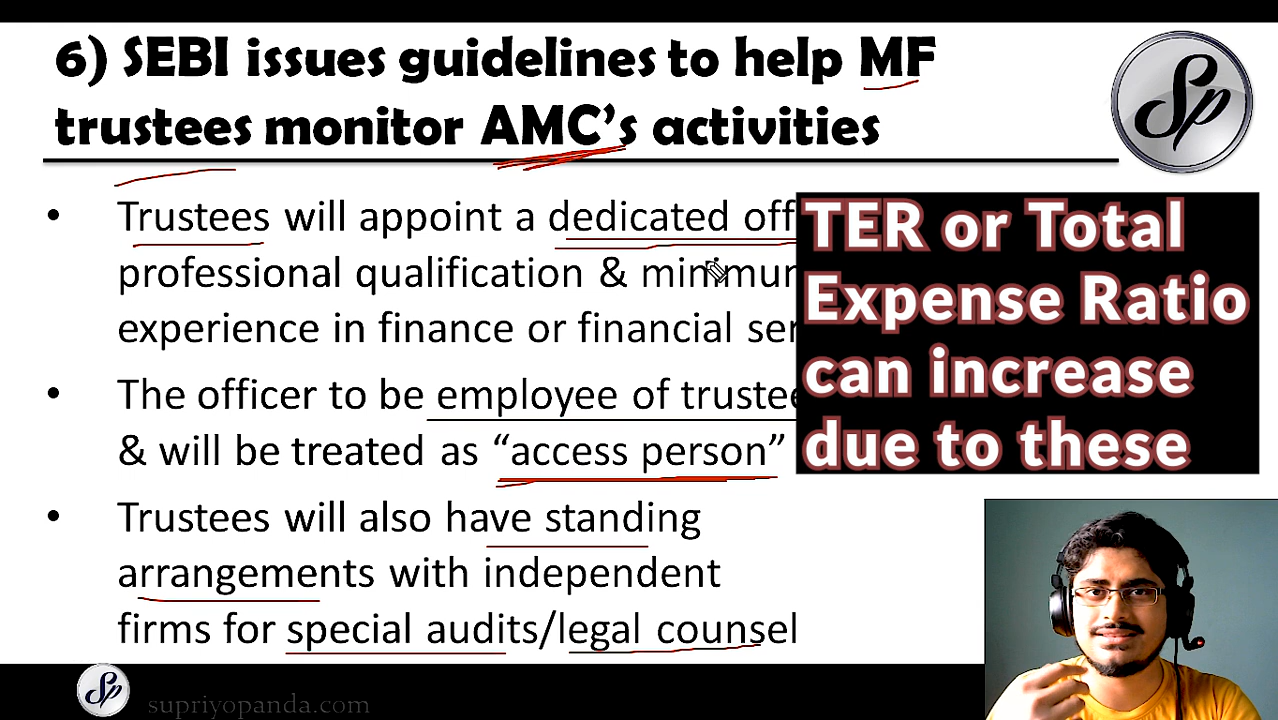 6) SEBI issues guidelines to help MF
trustees monitor AMC's activities
Sp
• Trustees will appoint a dedicated off
professional qualification & minimum
experience in finance or financial ser
• The officer to be employee of trustee
& will be treated as “access person”
• Trustees will also have standing
arrangements with independent
firms for special audits/legal counsel
TER or Total
Expense Ratio
can increase
due to these
Sp
supriyopanda.com